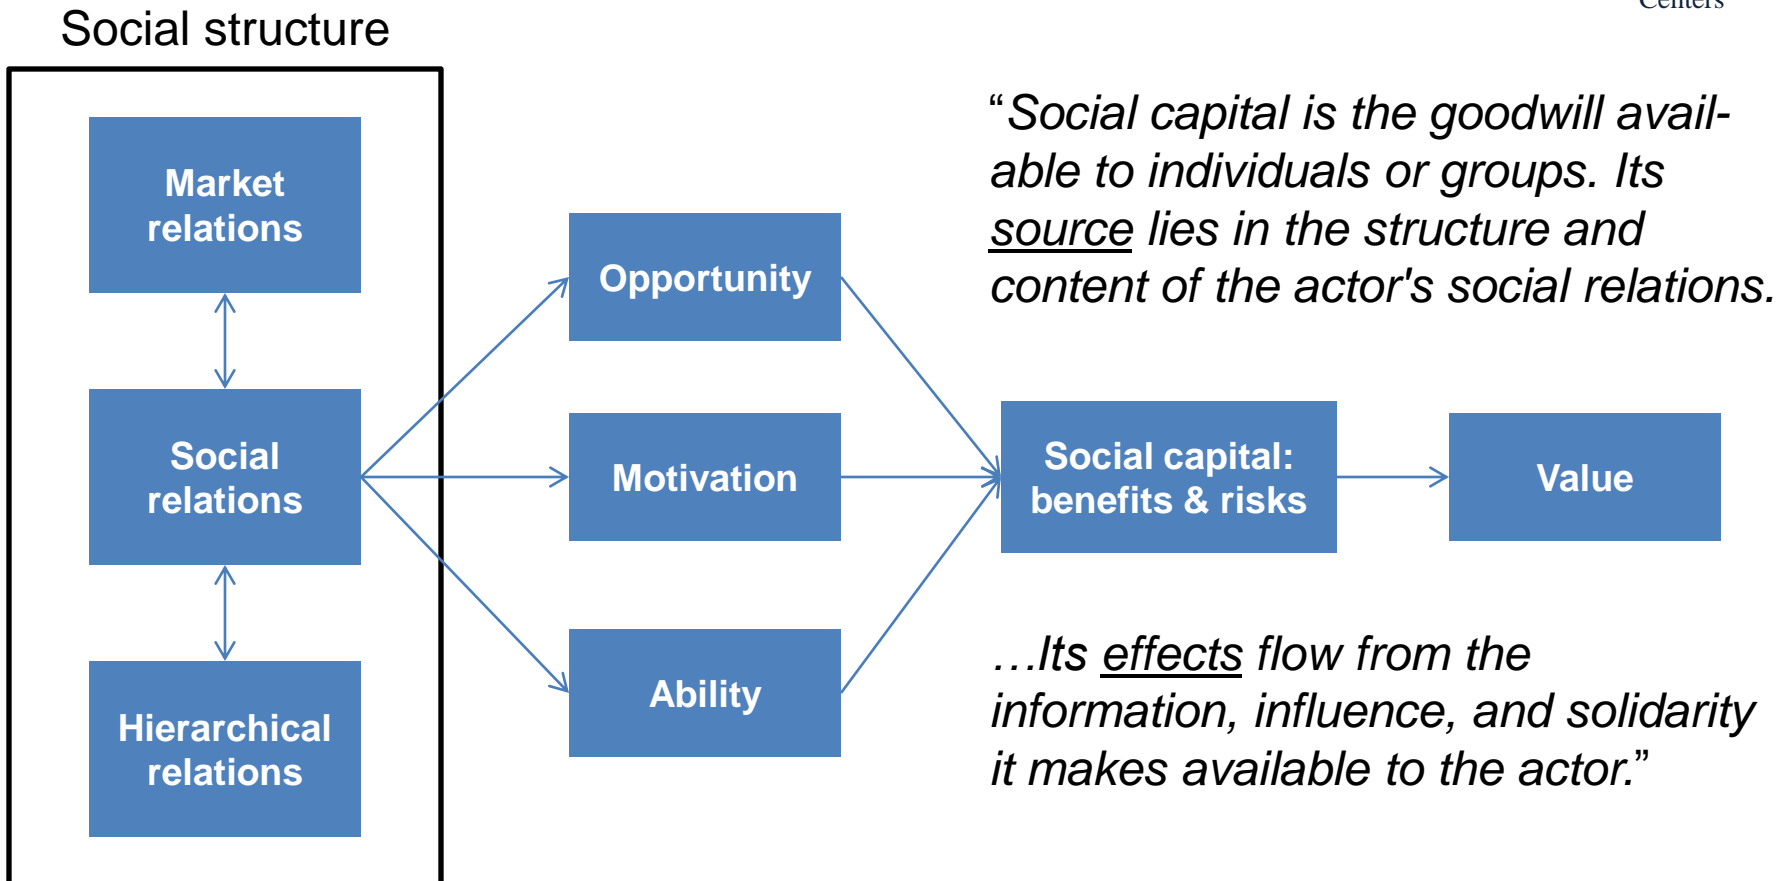 Centers
Social structure
Market
relations
Social
relations
Hierarchical
relations
Opportunity
Motivation
Ability
“Social capital is the goodwill avail-
able to individuals or groups. Its
source lies in the structure and
content of the actor's social relations.
Social capital:
benefits & risks
Value
…Its effects flow from the
information, influence, and solidarity
it makes available to the actor.”